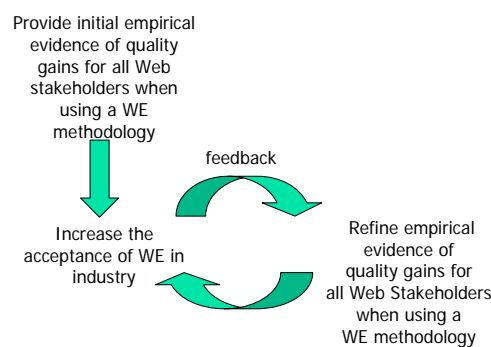 Provide initial empirical
evidence of quality
gains for all Web
stakeholders when
using a WE
methodology
feedback
Increase the
acceptance of WE in
industry
Refine empirical
evidence of
quality gains for
all Web Stakeholders
when using a
WE methodology